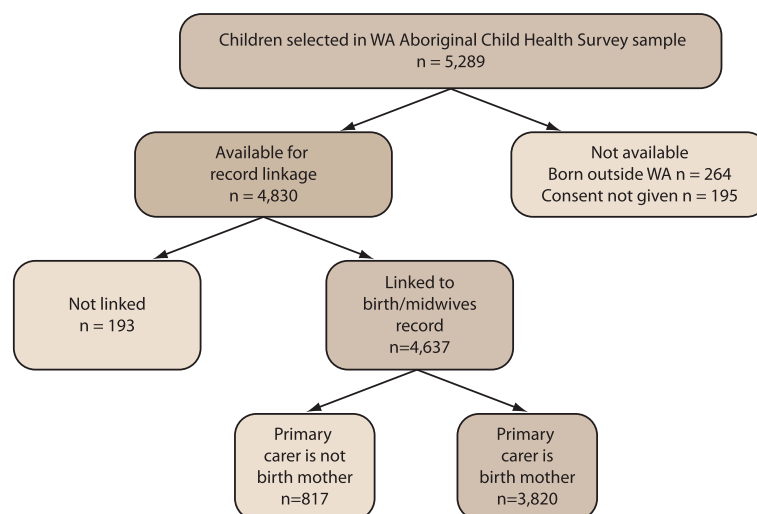 Children selected in WA Aboriginal Child Health Survey sample
n = 5,289
Available for
record linkage
n = 4,830
Not available
Born outside WA n = 264
Consent not given n = 195
Not linked
n = 193
Linked to
birth/midwives
record
n=4,637
Primary
carer is not
birth mother
n=817
Primary
carer is
birth mother
n=3,820